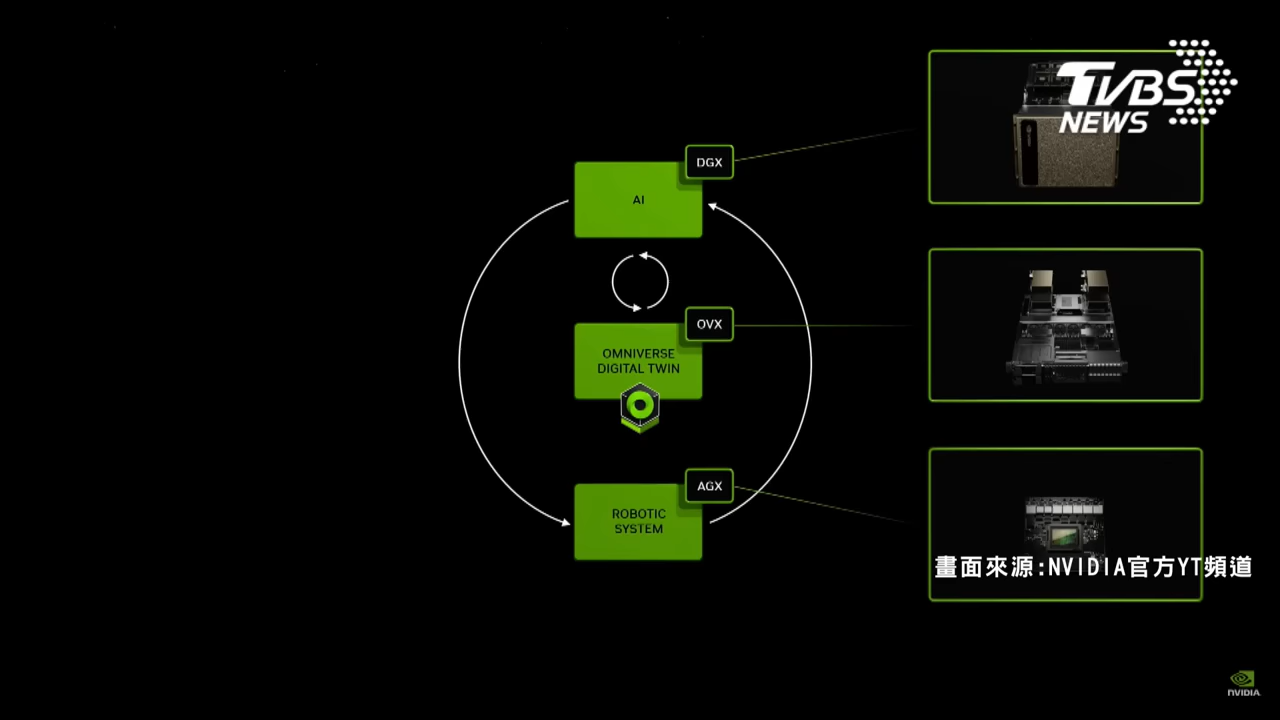 TVBS
NEWS
DGX
AI
OVX
OMNIVERSE
DIGITAL TWIN
AGX
ROBOTIC
SYSTEM
畫面來源:NVIDIA官方YT頻道
NVIDIA